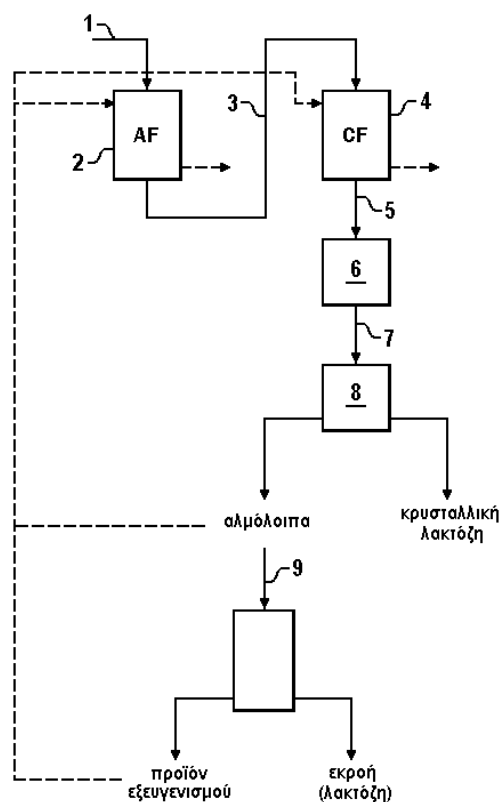 1
AF
2
3
CF
4
5
6
7
8
αλμόλοιπα
κρυσταλλική
λακτόζη
9
προϊόν
εξευγενισμού
εκροή
(λακτόζη)